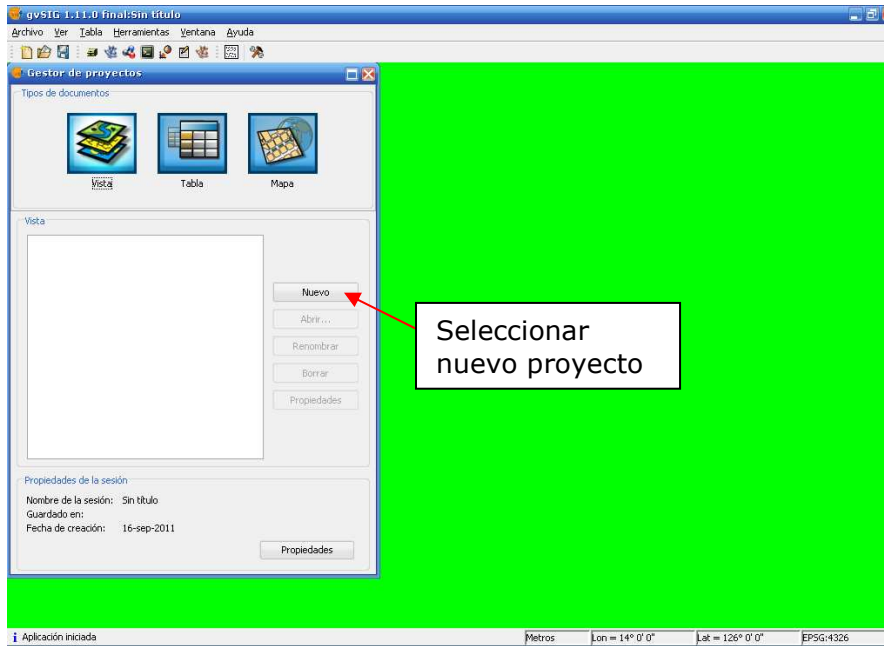 gvSIG 1.11.0 final:Sin título
Archivo Ver Tabla Herramientas Ventana Ayuda
Gestor de proyectos
Tipos de documentos
Vista Tabla Mapa
Vista
Nuevo
Abrir...
Renombrar
Borrar
Propiedades
Seleccionar
nuevo proyecto
Propiedades de la sesión
Nombre de la sesión: Sin título
Guardado en:
Fecha de creación: 16-sep-2011
Propiedades
Aplicación iniciada Metros Lon = 14° 0' 0" Lat = 126° 0' 0" EPSG:4326